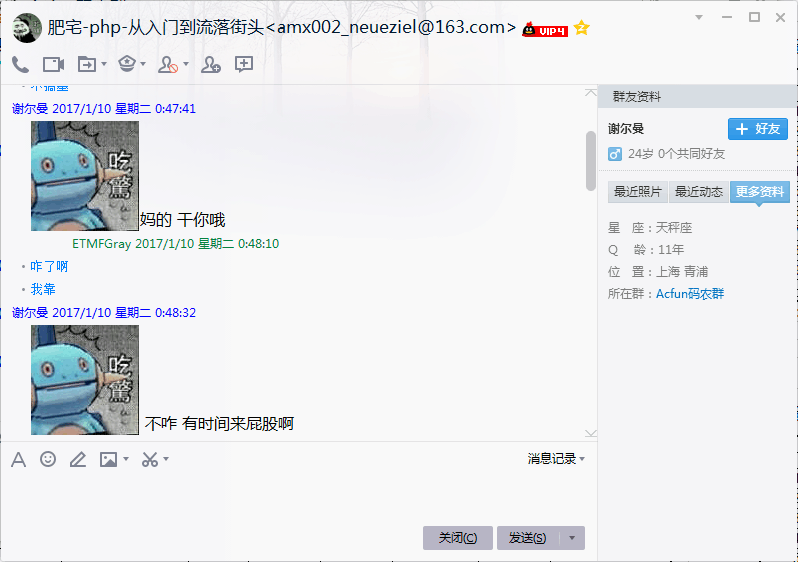 肥宅-php-从入门到流落街头<amx002_neueziel@163.com> VIP4
谢尔曼 2017/1/10 星期二 0:47:41
吃驚
妈的 干你哦
ETMFGray 2017/1/10 星期二 0:48:10
咋了啊
我靠
谢尔曼 2017/1/10 星期二 0:48:32
吃驚
不咋 有时间来屁股啊
消息记录
关闭(C) 发送(S)
群友资料
谢尔曼
好友
24岁 0个共同好友
最近照片 最近动态 更多资料
星 座：天秤座
Q 龄：11年
位 置：上海 青浦
所在群：Acfun码农群